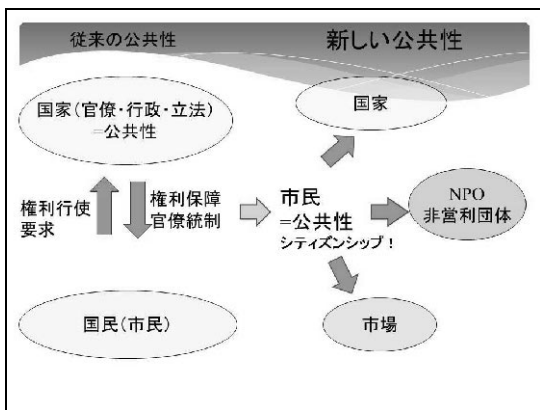 従来の公共性
新しい公共性
国家(官僚・行政・立法)
=公共性
権利行使
要求
権利保障
官僚統制
国民(市民)
国家
市民
=公共性
シティズンシップ!
NPO
非営利団体
市場